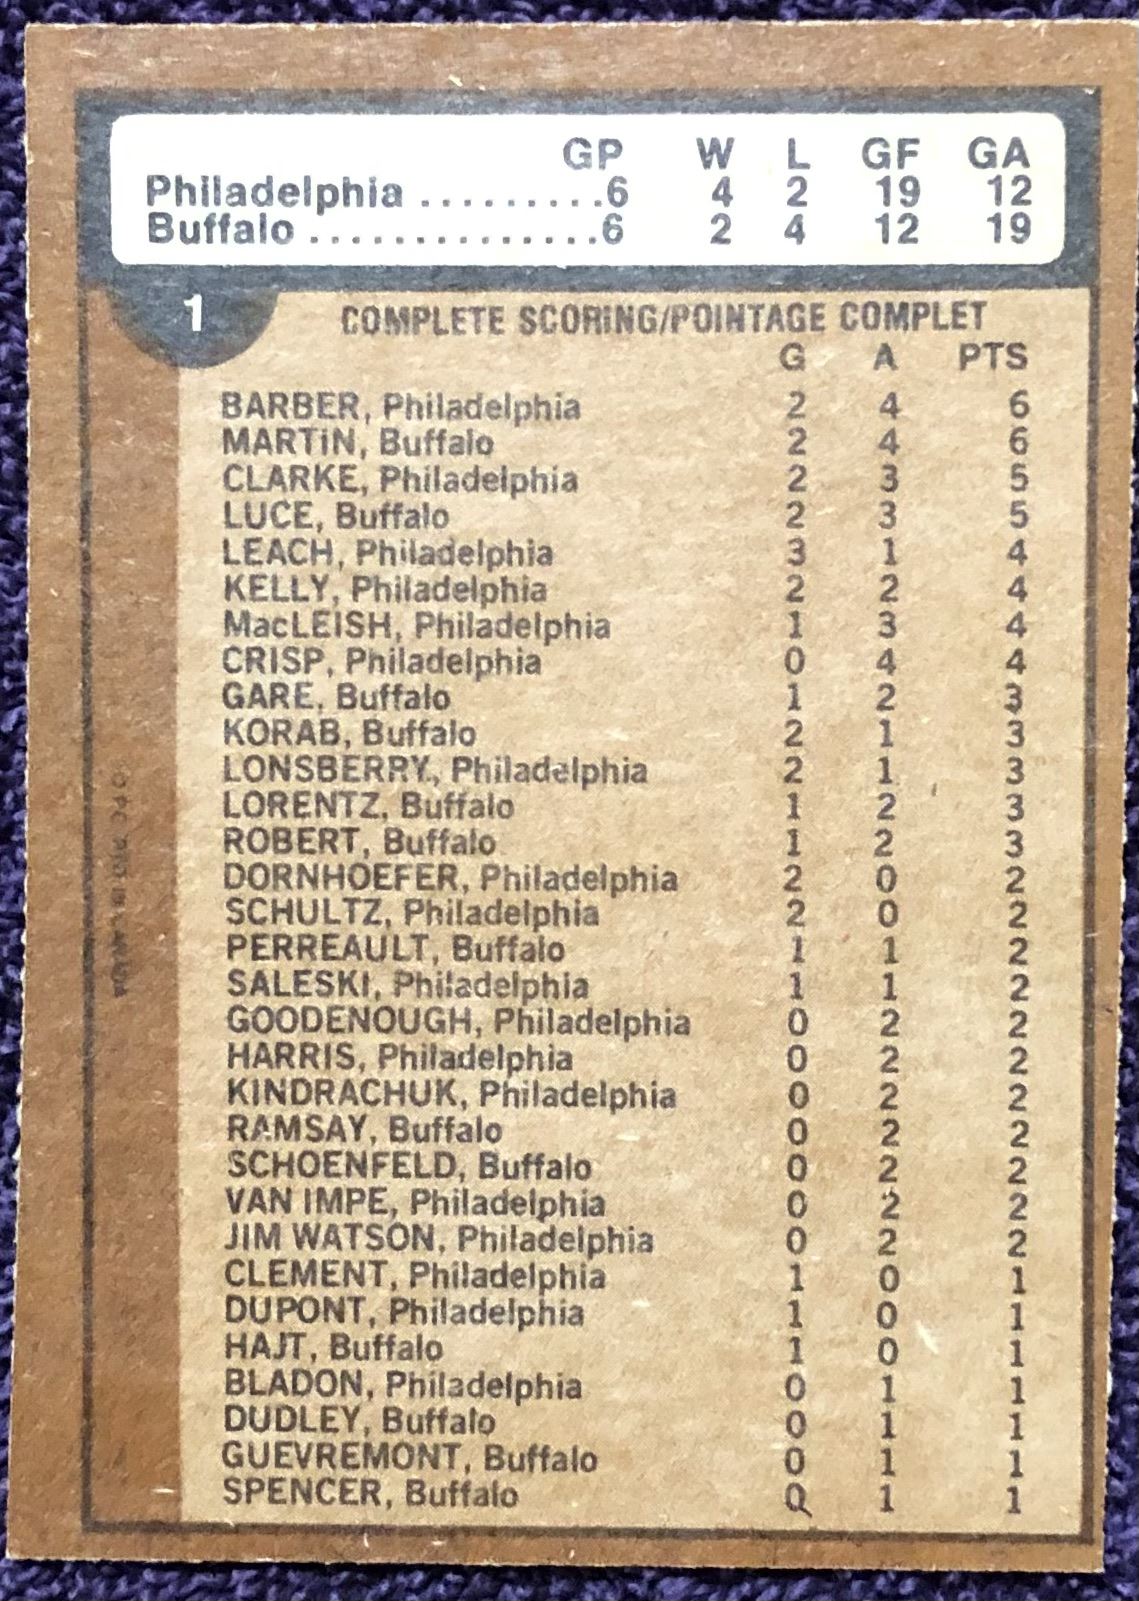 GP W L GF GA
Philadelphia .........6 4 2 19 12
Buffalo ..............6 2 4 12 19
1
COMPLETE SCORING/POINTAGE COMPLET
G A PTS
BARBER, Philadelphia 2 4 6
MARTIN, Buffalo 2 4 6
CLARKE, Philadelphia 2 3 5
LUCE, Buffalo 2 3 5
LEACH, Philadelphia 3 1 4
KELLY, Philadelphia 2 2 4
MacLEISH, Philadelphia 1 3 4
CRISP, Philadelphia 0 4 4
GARE, Buffalo 1 2 3
KORAB, Buffalo 2 1 3
LONSBERRY, Philadelphia 2 1 3
LORENTZ, Buffalo 1 2 3
ROBERT, Buffalo 1 2 3
DORNHOEFER, Philadelphia 2 0 2
SCHULTZ, Philadelphia 2 0 2
PERREAULT, Buffalo 1 1 2
SALESKI, Philadelphia 1 1 2
GOODENOUGH, Philadelphia 0 2 2
HARRIS, Philadelphia 0 2 2
KINDRACHUK, Philadelphia 0 2 2
RAMSAY, Buffalo 0 2 2
SCHOENFELD, Buffalo 0 2 2
VAN IMPE, Philadelphia 0 2 2
JIM WATSON, Philadelphia 0 2 2
CLEMENT, Philadelphia 1 0 1
DUPONT, Philadelphia 1 0 1
HAJT, Buffalo 1 0 1
BLADON, Philadelphia 0 1 1
DUDLEY, Buffalo 0 1 1
GUEVREMONT, Buffalo 0 1 1
SPENCER, Buffalo 0 1 1